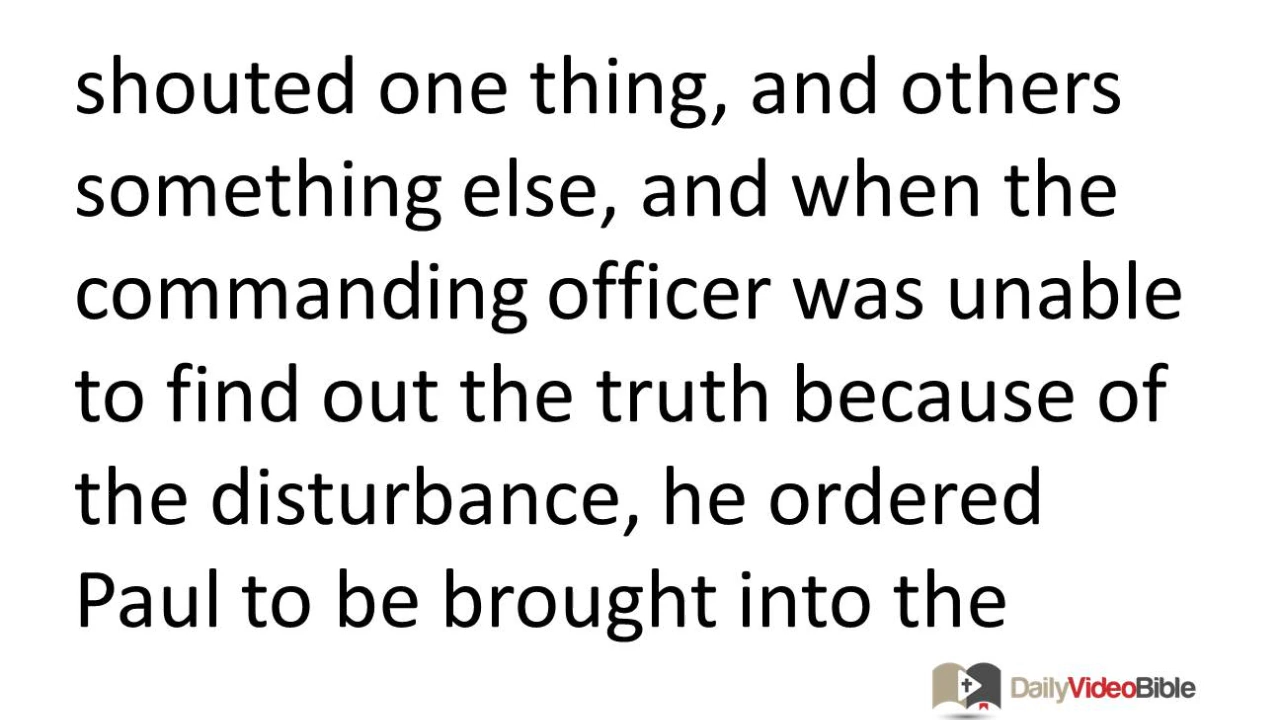 shouted one thing, and others
something else, and when the
commanding officer was unable
to find out the truth because of
the disturbance, he ordered
Paul to be brought into the
DailyVideoBible